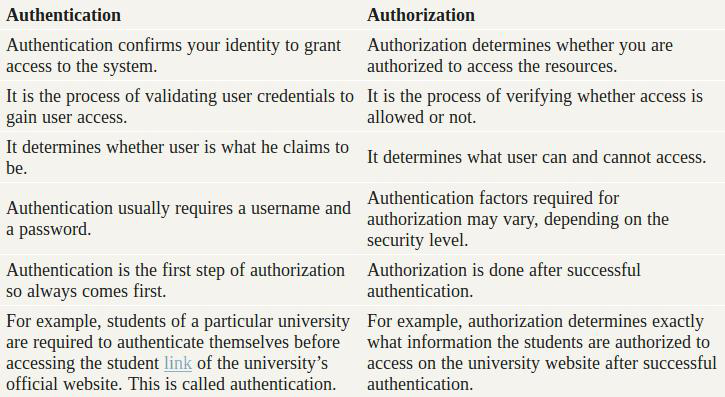 Authentication
Authorization
Authentication confirms your identity to grant
access to the system.
Authorization determines whether you are
authorized to access the resources.
It is the process of validating user credentials to
gain user access.
It is the process of verifying whether access is
allowed or not.
It determines whether user is what he claims to
be.
It determines what user can and cannot access.
Authentication usually requires a username and
a password.
Authentication factors required for
authorization may vary, depending on the
security level.
Authentication is the first step of authorization
so always comes first.
Authorization is done after successful
authentication.
For example, students of a particular university
are required to authenticate themselves before
accessing the student link of the university’s
official website. This is called authentication.
For example, authorization determines exactly
what information the students are authorized to
access on the university website after successful
authentication.